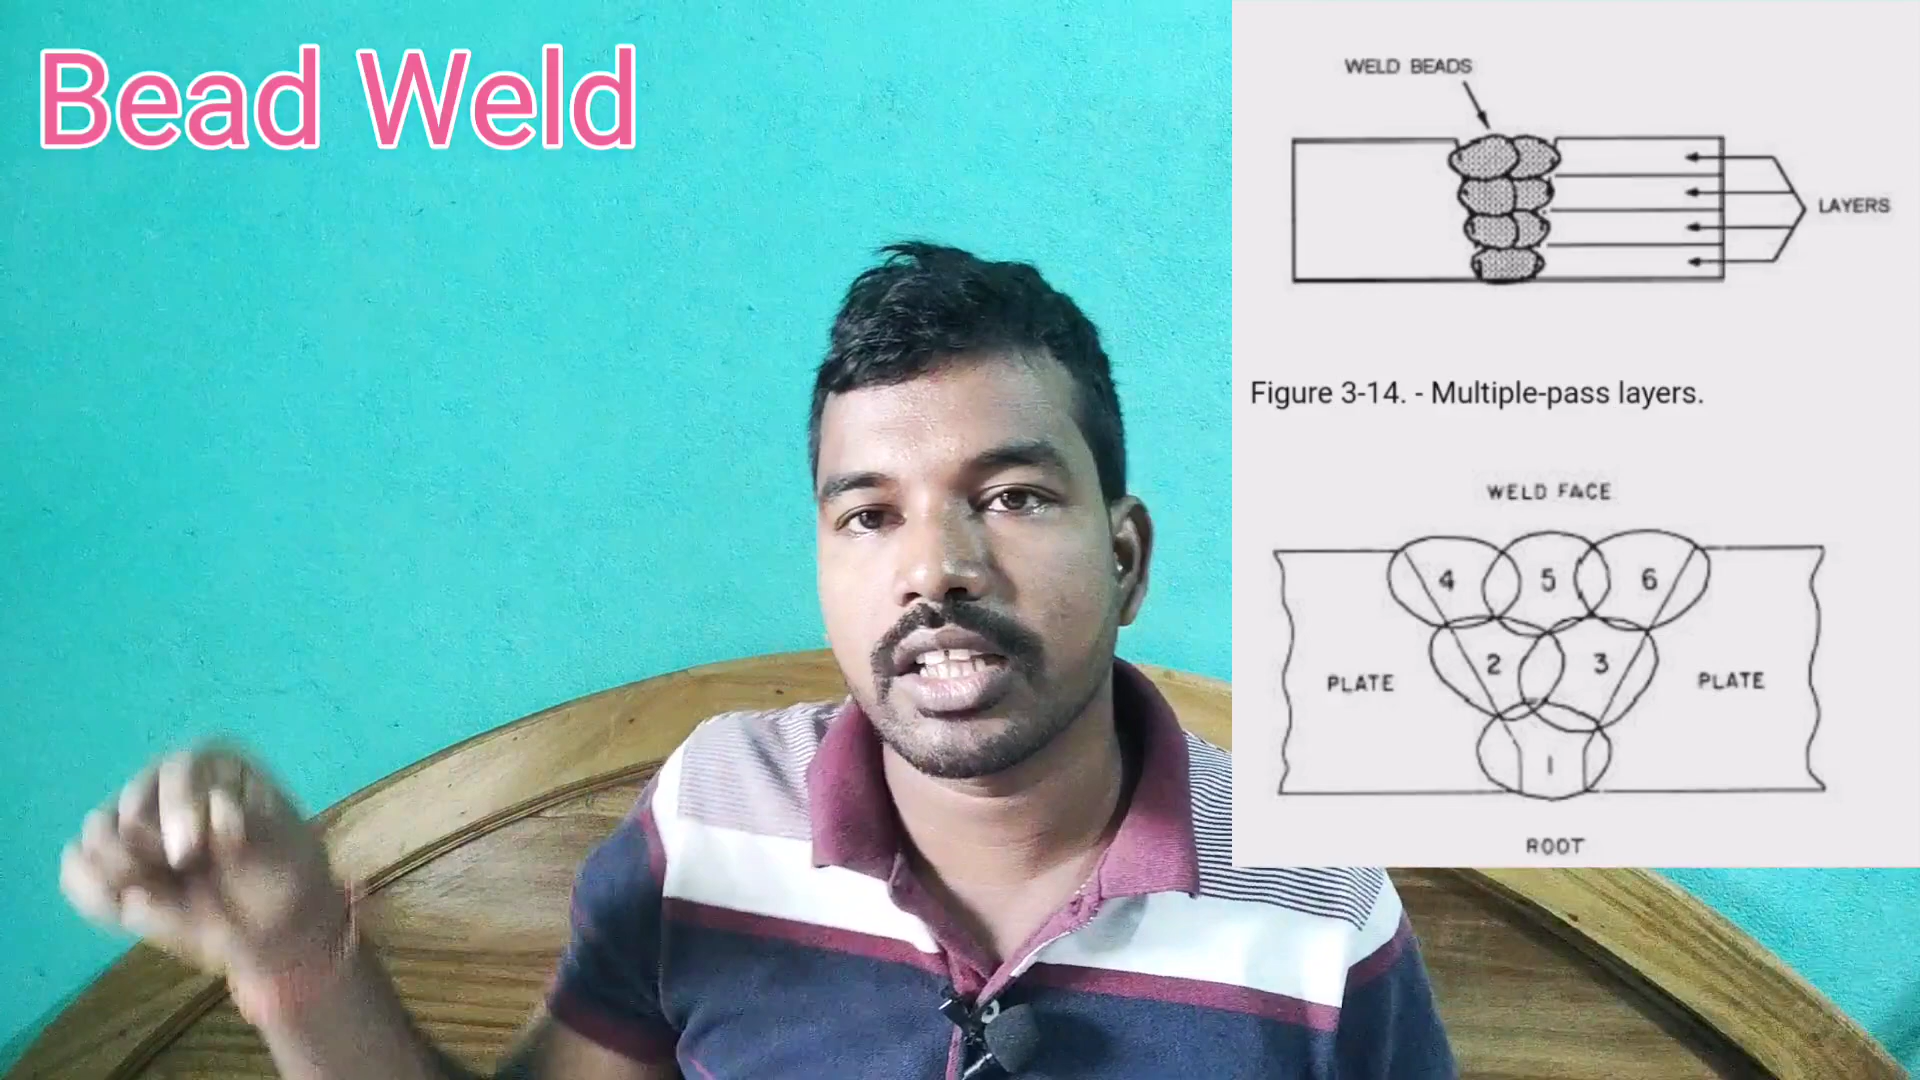 Bead Weld
WELD BEADS
LAYERS
Figure 3-14. - Multiple-pass layers.
WELD FACE
4 5 6
2 3
PLATE PLATE
1
ROOT